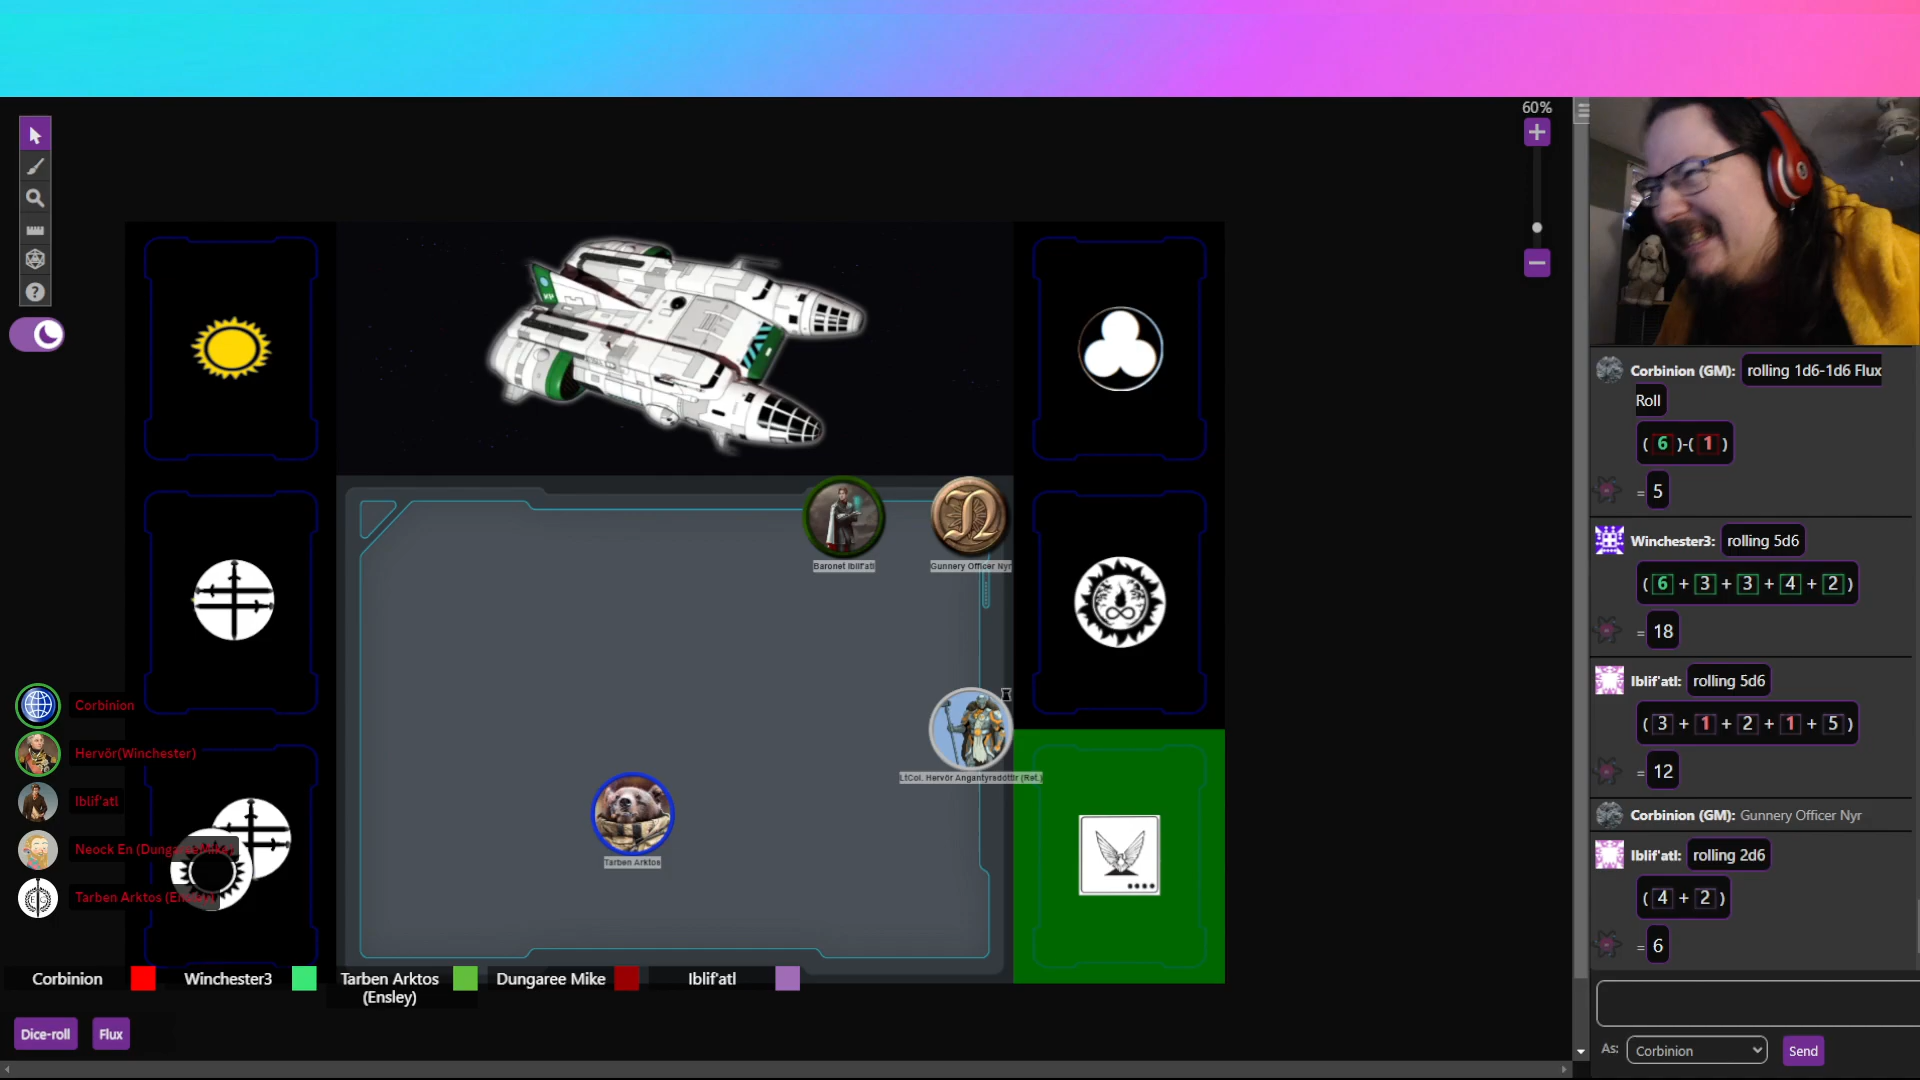 60%
Corbinion (GM): rolling 1d6-1d6 Flux
Roll
( 6 )-( 1 )
= 5
Winchester3: rolling 5d6
( 6 + 3 + 3 + 4 + 2 )
= 18
Iblif'atl: rolling 5d6
( 3 + 1 + 2 + 1 + 5 )
= 12
Corbinion (GM): Gunnery Officer Nyr
Iblif'atl: rolling 2d6
( 4 + 2 )
= 6
Baronet Iblif'atl
Gunnery Officer Nyr
LtCol. Hervör Angantyrsdóttir (Ret.)
Tarben Arktos
Corbinion
Hervör(Winchester)
Iblif'atl
Neock En (Dungaree Mike)
Tarben Arktos (Ensley)
Corbinion
Winchester3
Tarben Arktos
(Ensley)
Dungaree Mike
Iblif'atl
Dice-roll
Flux
As:
Corbinion
Send